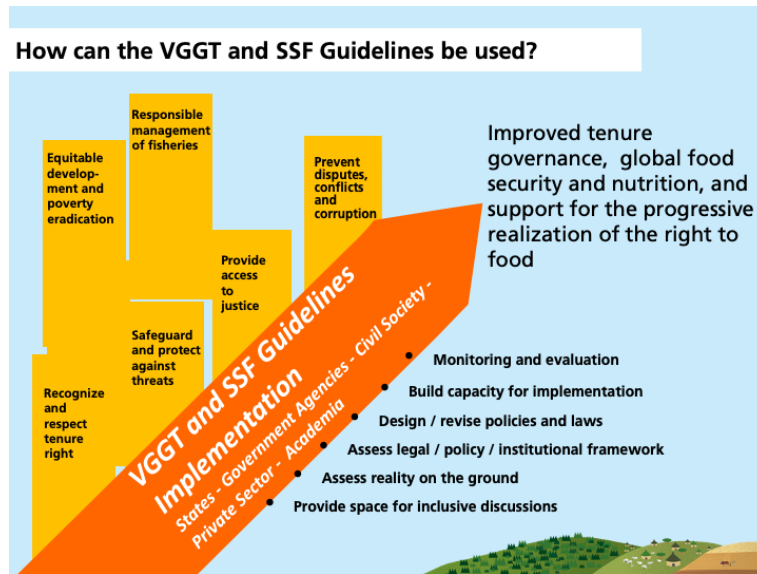 How can the VGGT and SSF Guidelines be used?
Responsible
management
of fisheries
Equitable
develop-
ment and
poverty
eradication
Prevent
disputes,
conflicts
and
corruption
Improved tenure
governance,  global food
security and nutrition, and
support for the progressive
realization of the right to
food
Provide
access
to
justice
Safeguard
and protect
against
threats
Recognize
and
respect
tenure
right
VGGT and SSF Guidelines
Implementation
States - Government Agencies - Civil Society -
Private Sector - Academia
• Monitoring and evaluation
• Build capacity for implementation
• Design / revise policies and laws
• Assess legal / policy / institutional framework
• Assess reality on the ground
• Provide space for inclusive discussions